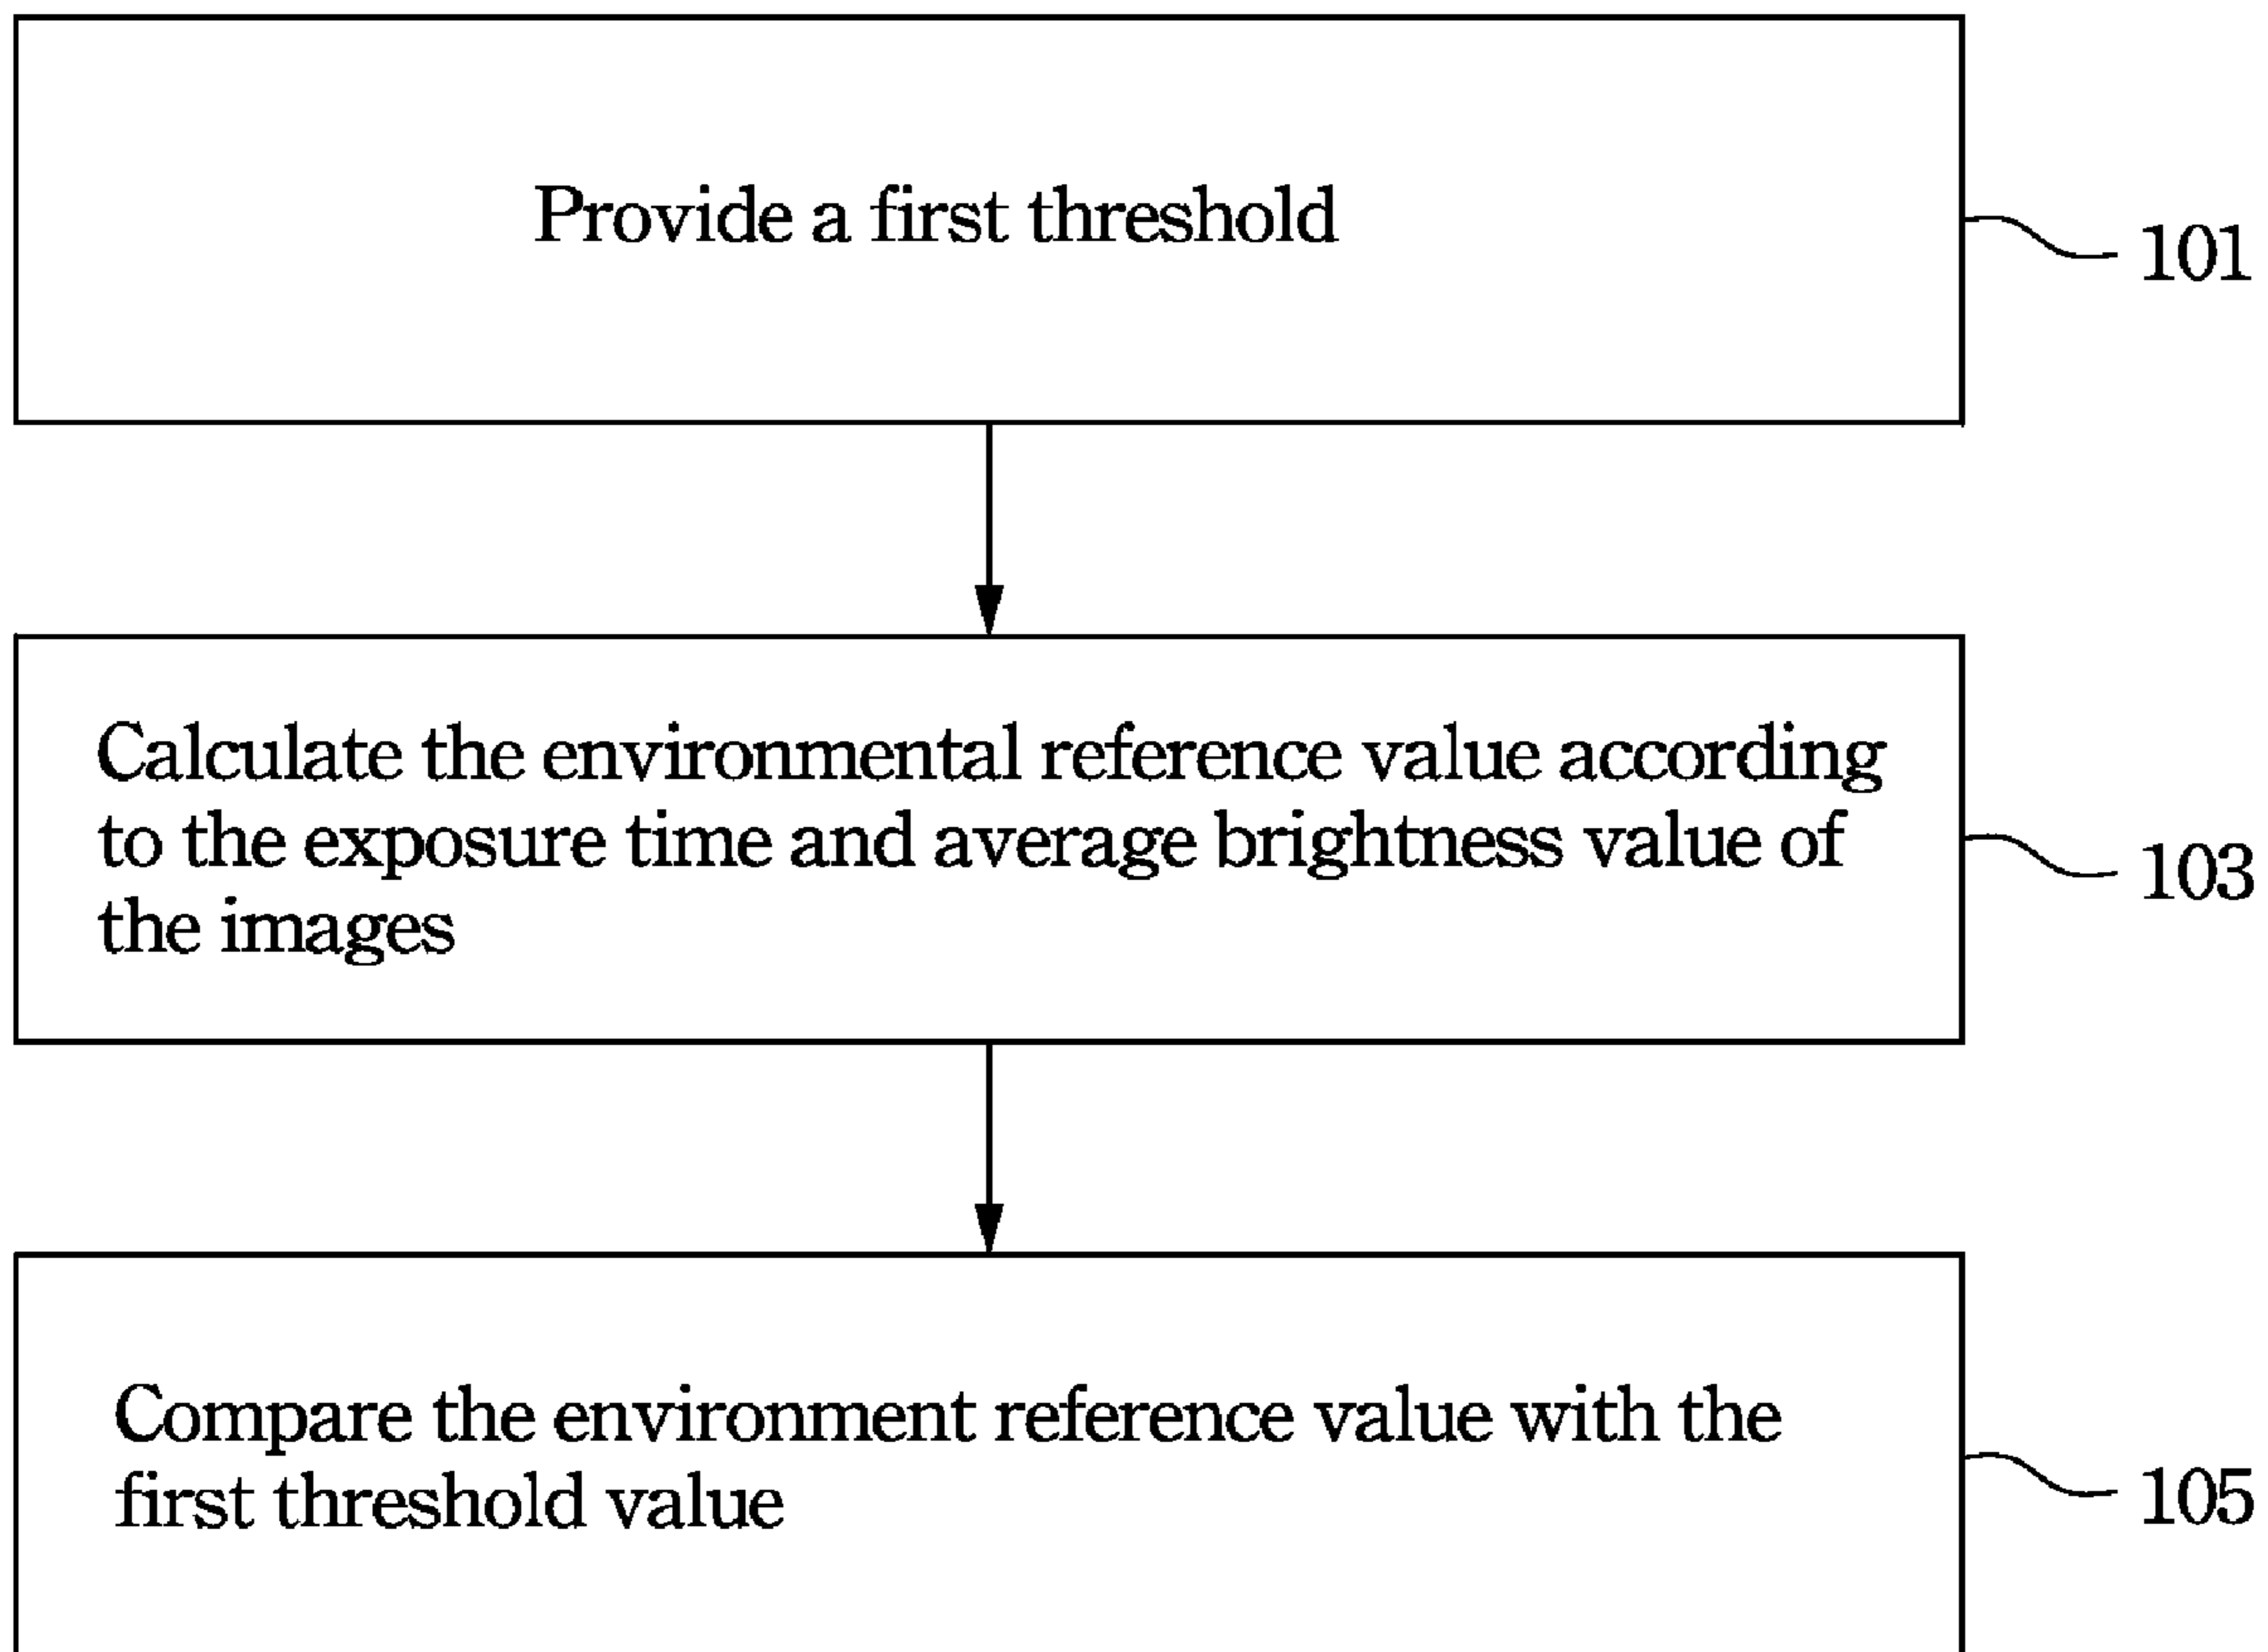 Provide a first threshold
101
Calculate the environmental reference value according
to the exposure time and average brightness value of
the images
103
Compare the environment reference value with the
first threshold value
105